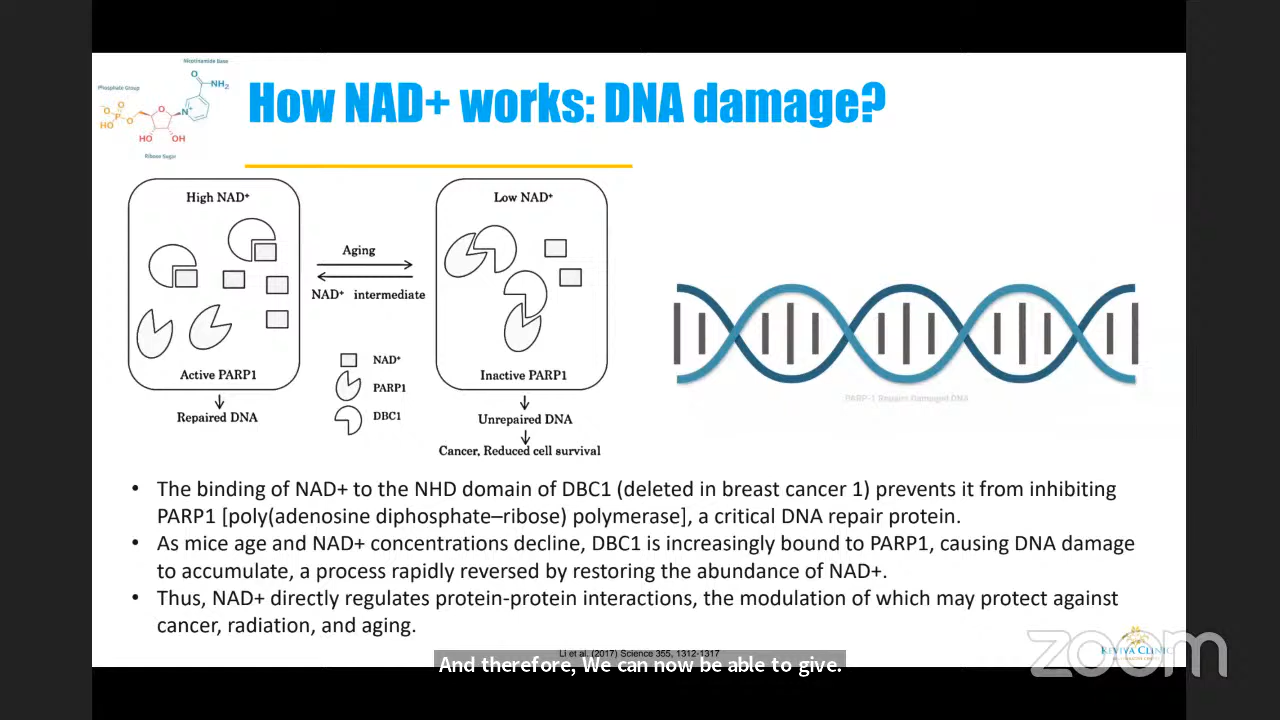 Nicotinamide Base
Phosphate Group
O
NH₂
⁻O
O
P
O
O
N⁺
HO
HO
OH
Ribose Sugar
How NAD+ works: DNA damage?
High NAD⁺
Low NAD⁺
Aging
NAD⁺ intermediate
NAD⁺
PARP1
DBC1
Active PARP1
Inactive PARP1
Repaired DNA
Unrepaired DNA
Cancer, Reduced cell survival
PARP-1 Repairs Damaged DNA
• The binding of NAD+ to the NHD domain of DBC1 (deleted in breast cancer 1) prevents it from inhibiting
PARP1 [poly(adenosine diphosphate–ribose) polymerase], a critical DNA repair protein.
• As mice age and NAD+ concentrations decline, DBC1 is increasingly bound to PARP1, causing DNA damage
to accumulate, a process rapidly reversed by restoring the abundance of NAD+.
• Thus, NAD+ directly regulates protein-protein interactions, the modulation of which may protect against
cancer, radiation, and aging.
Li et al. (2017) Science 355, 1312-1317
And therefore, We can now be able to give.
REVIVA CLINIC
zoom